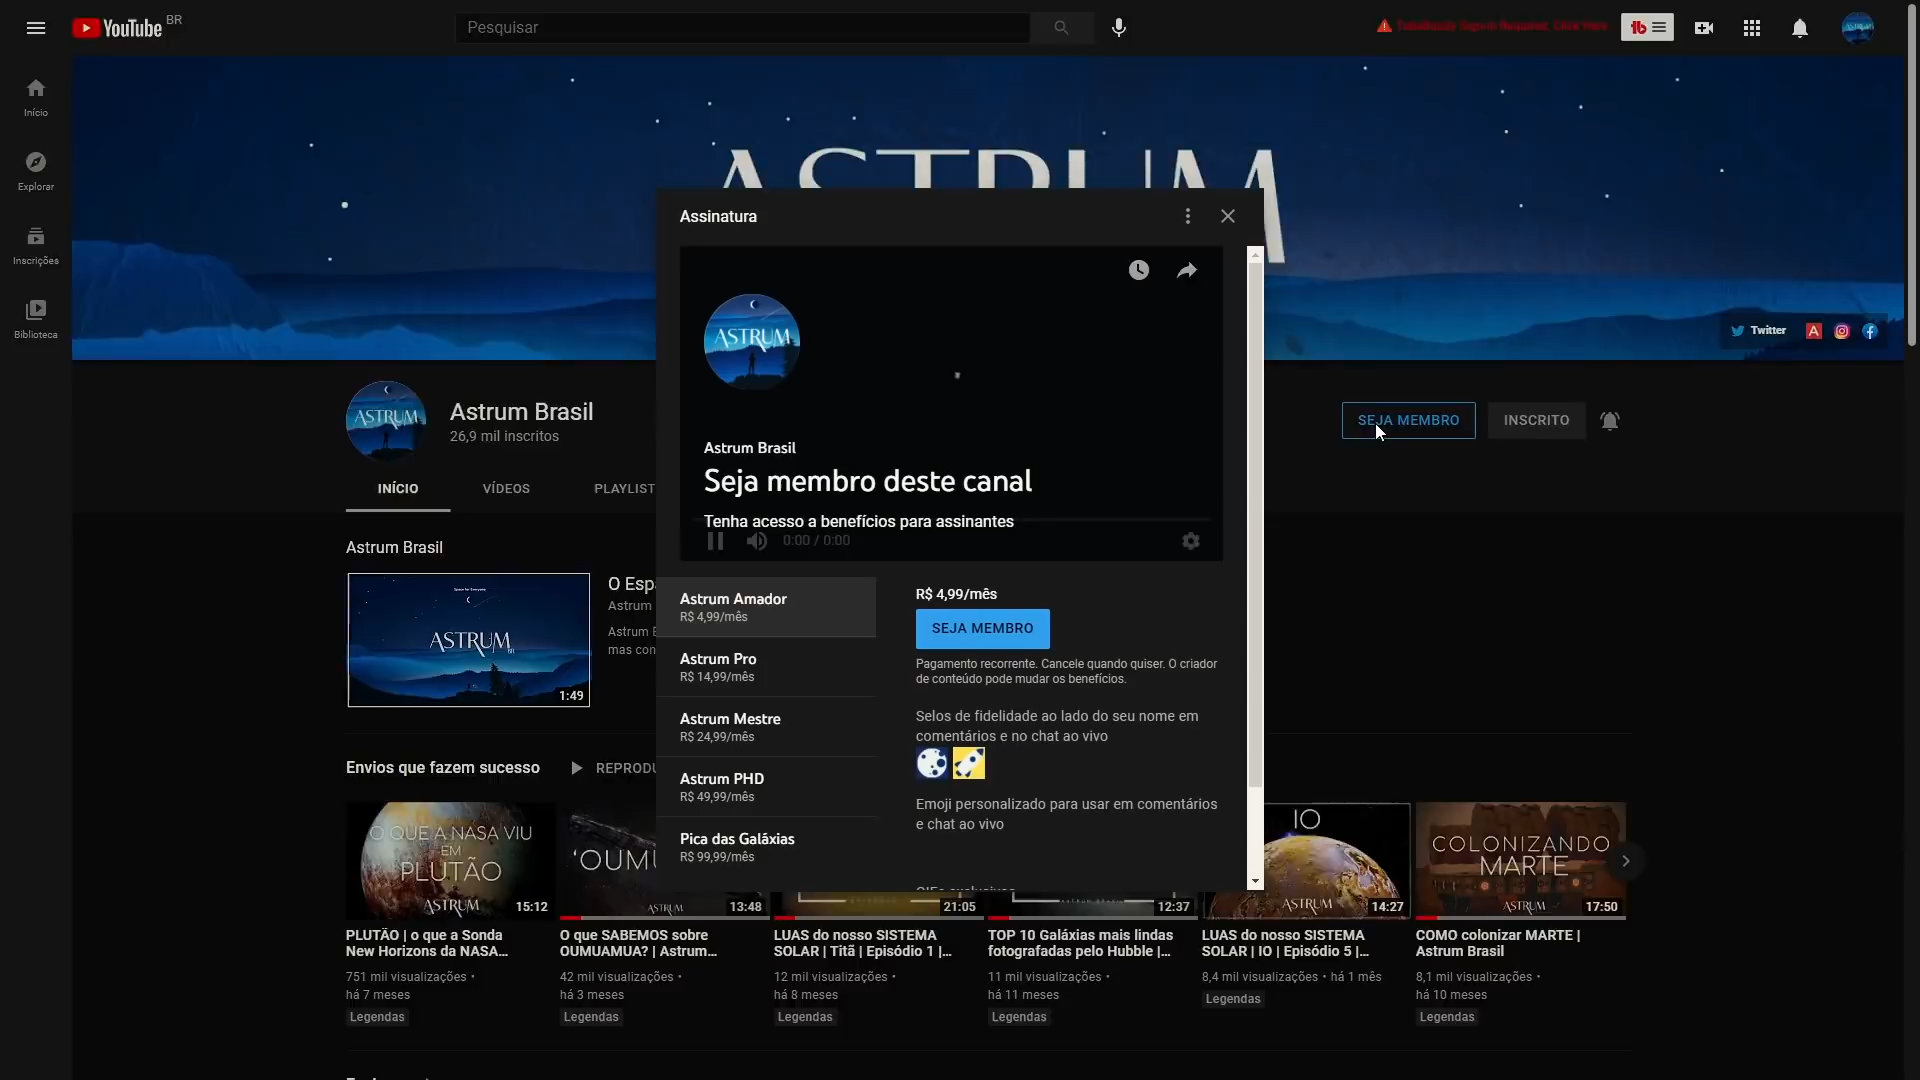 YouTube BR
Pesquisar
Início
Explorar
Inscrições
Biblioteca
ASTRUM
Twitter
Assinatura
ASTRUM
Astrum Brasil
Seja membro deste canal
Tenha acesso a benefícios para assinantes
0:00 / 0:00
ASTRUM
Astrum Brasil
26,9 mil inscritos
SEJA MEMBRO
INSCRITO
INÍCIO
VÍDEOS
PLAYLIST
Astrum Amador
R$ 4,99/mês
Astrum Pro
R$ 14,99/mês
Astrum Mestre
R$ 24,99/mês
Astrum PHD
R$ 49,99/mês
Pica das Galáxias
R$ 99,99/mês
R$ 4,99/mês
SEJA MEMBRO
Pagamento recorrente. Cancele quando quiser. O criador
de conteúdo pode mudar os benefícios.
Selos de fidelidade ao lado do seu nome em
comentários e no chat ao vivo
Emoji personalizado para usar em comentários
e chat ao vivo
Astrum Brasil
ASTRUM
1:49
O Esp
Astrum
Astrum
mas con
Envios que fazem sucesso
REPRODU
O QUE A NASA VIU
EM
PLUTÃO
ASTRUM
15:12
'OUMU
ASTRUM
13:48
21:05
12:37
IO
ASTRUM
14:27
COLONIZANDO
MARTE
ASTRUM
17:50
PLUTÃO | o que a Sonda
New Horizons da NASA...
751 mil visualizações •
há 7 meses
Legendas
O que SABEMOS sobre
OUMUAMUA? | Astrum...
42 mil visualizações •
há 3 meses
Legendas
LUAS do nosso SISTEMA
SOLAR | Titã | Episódio 1 |...
12 mil visualizações •
há 8 meses
Legendas
TOP 10 Galáxias mais lindas
fotografadas pelo Hubble |...
11 mil visualizações •
há 11 meses
Legendas
LUAS do nosso SISTEMA
SOLAR | IO | Episódio 5 |...
8,4 mil visualizações • há 1 mês
Legendas
COMO colonizar MARTE |
Astrum Brasil
8,1 mil visualizações •
há 10 meses
Legendas